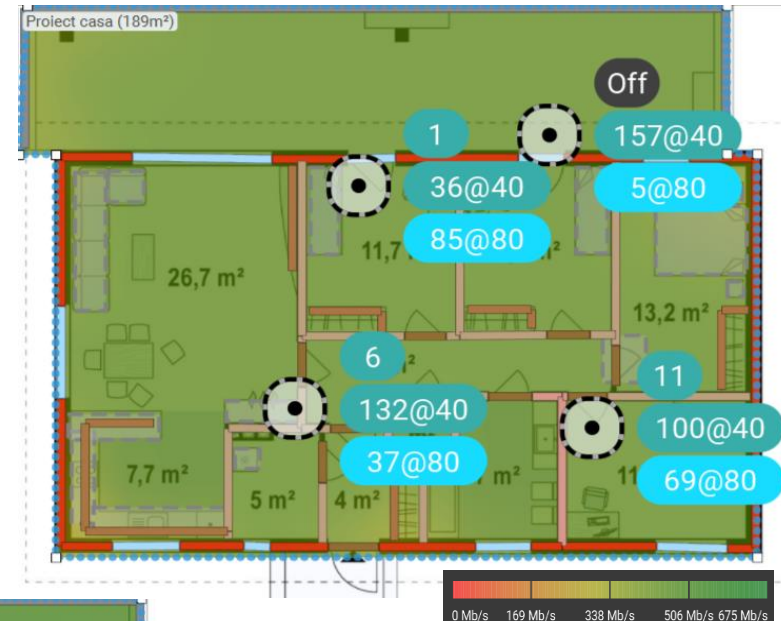 Proiect casa (189m²)
Off
1
157@40
36@40
5@80
85@80
11,7
26,7 m²
13,2 m²
6
11
132@40
100@40
37@80
69@80
7,7 m²
5 m²
4 m²
m²
11
0 Mb/s 169 Mb/s 338 Mb/s 506 Mb/s 675 Mb/s